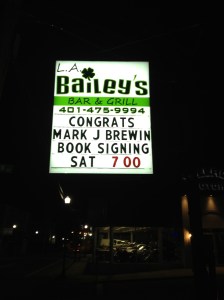 L.A.
Bailey's
BAR & GRILL
401-475-9994
CONGRATS
MARK J BREWIN
BOOK SIGNING
SAT 7 00